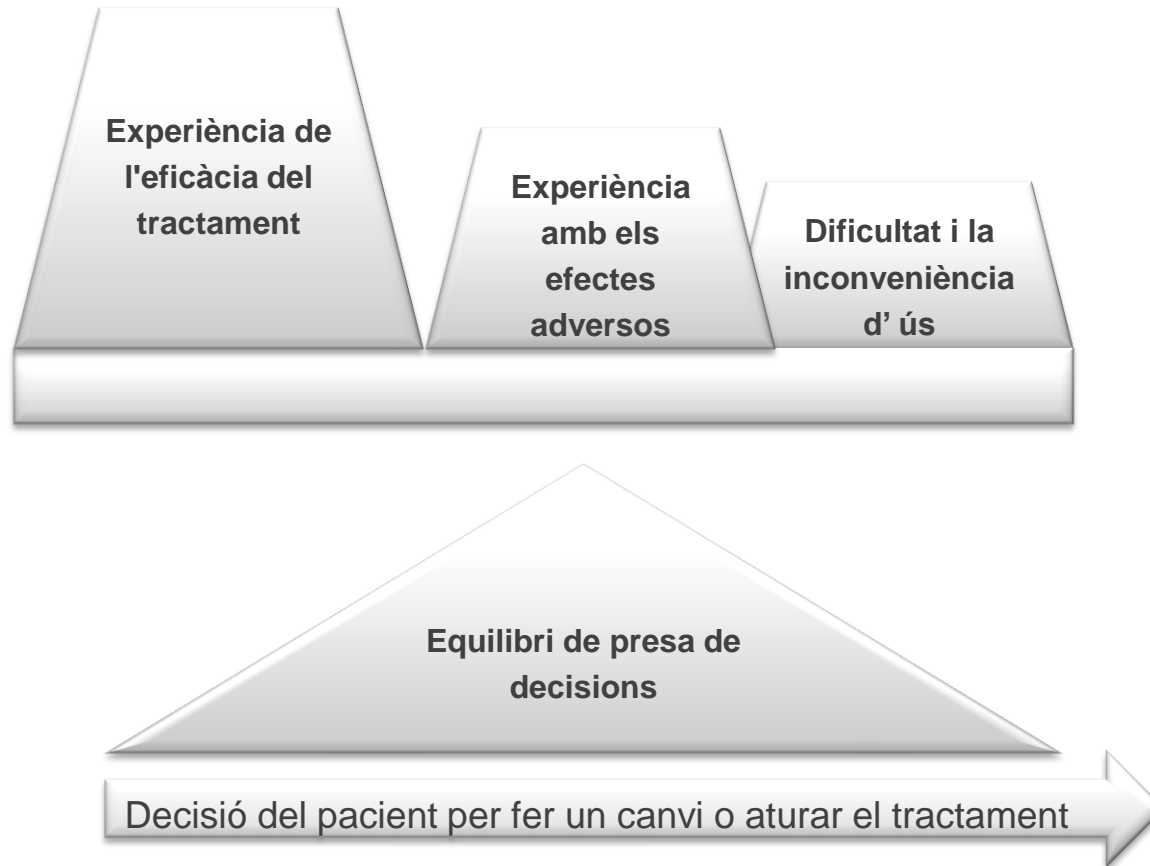 Experiència de
l'eficàcia del
tractament
Experiència
amb els
efectes
adversos
Dificultat i la
inconveniència
d’ ús
Equilibri de presa de
decisions
Decisió del pacient per fer un canvi o aturar el tractament